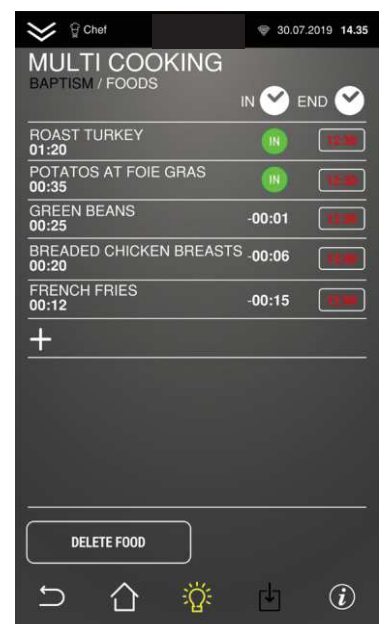 Chef 30.07.2019 14.35
MULTI COOKING
BAPTISM / FOODS
IN END
ROAST TURKEY
01:20 IN
POTATOS AT FOIE GRAS
00:35 IN
GREEN BEANS
00:25 -00:01
BREADED CHICKEN BREASTS -00:06
00:20
FRENCH FRIES
00:12 -00:15
+
DELETE FOOD
i